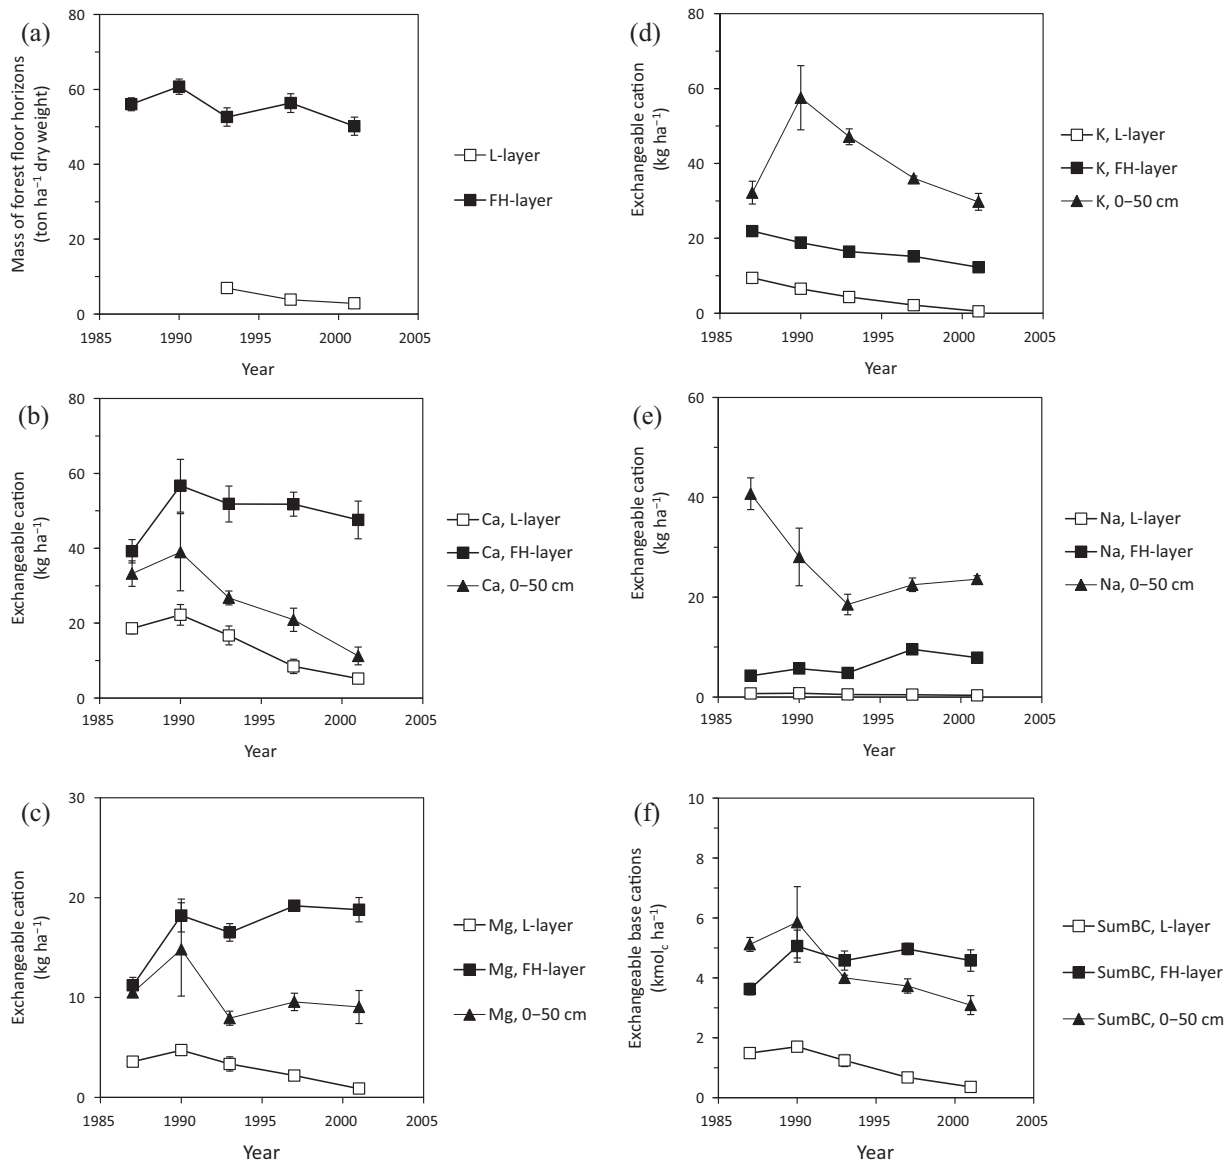 (a)
Mass of forest floor horizons
(ton ha⁻¹ dry weight)
80
60
40
20
0
1985 1990 1995 2000 2005
Year
L-layer
FH-layer
(d)
Exchangeable cation
(kg ha⁻¹)
80
60
40
20
0
1985 1990 1995 2000 2005
Year
K, L-layer
K, FH-layer
K, 0–50 cm
(b)
Exchangeable cation
(kg ha⁻¹)
80
60
40
20
0
1985 1990 1995 2000 2005
Year
Ca, L-layer
Ca, FH-layer
Ca, 0–50 cm
(e)
Exchangeable cation
(kg ha⁻¹)
60
40
20
0
1985 1990 1995 2000 2005
Year
Na, L-layer
Na, FH-layer
Na, 0–50 cm
(c)
Exchangeable cation
(kg ha⁻¹)
30
20
10
0
1985 1990 1995 2000 2005
Year
Mg, L-layer
Mg, FH-layer
Mg, 0–50 cm
(f)
Exchangeable base cations
(kmol_c ha⁻¹)
10
8
6
4
2
0
1985 1990 1995 2000 2005
Year
SumBC, L-layer
SumBC, FH-layer
SumBC, 0–50 cm